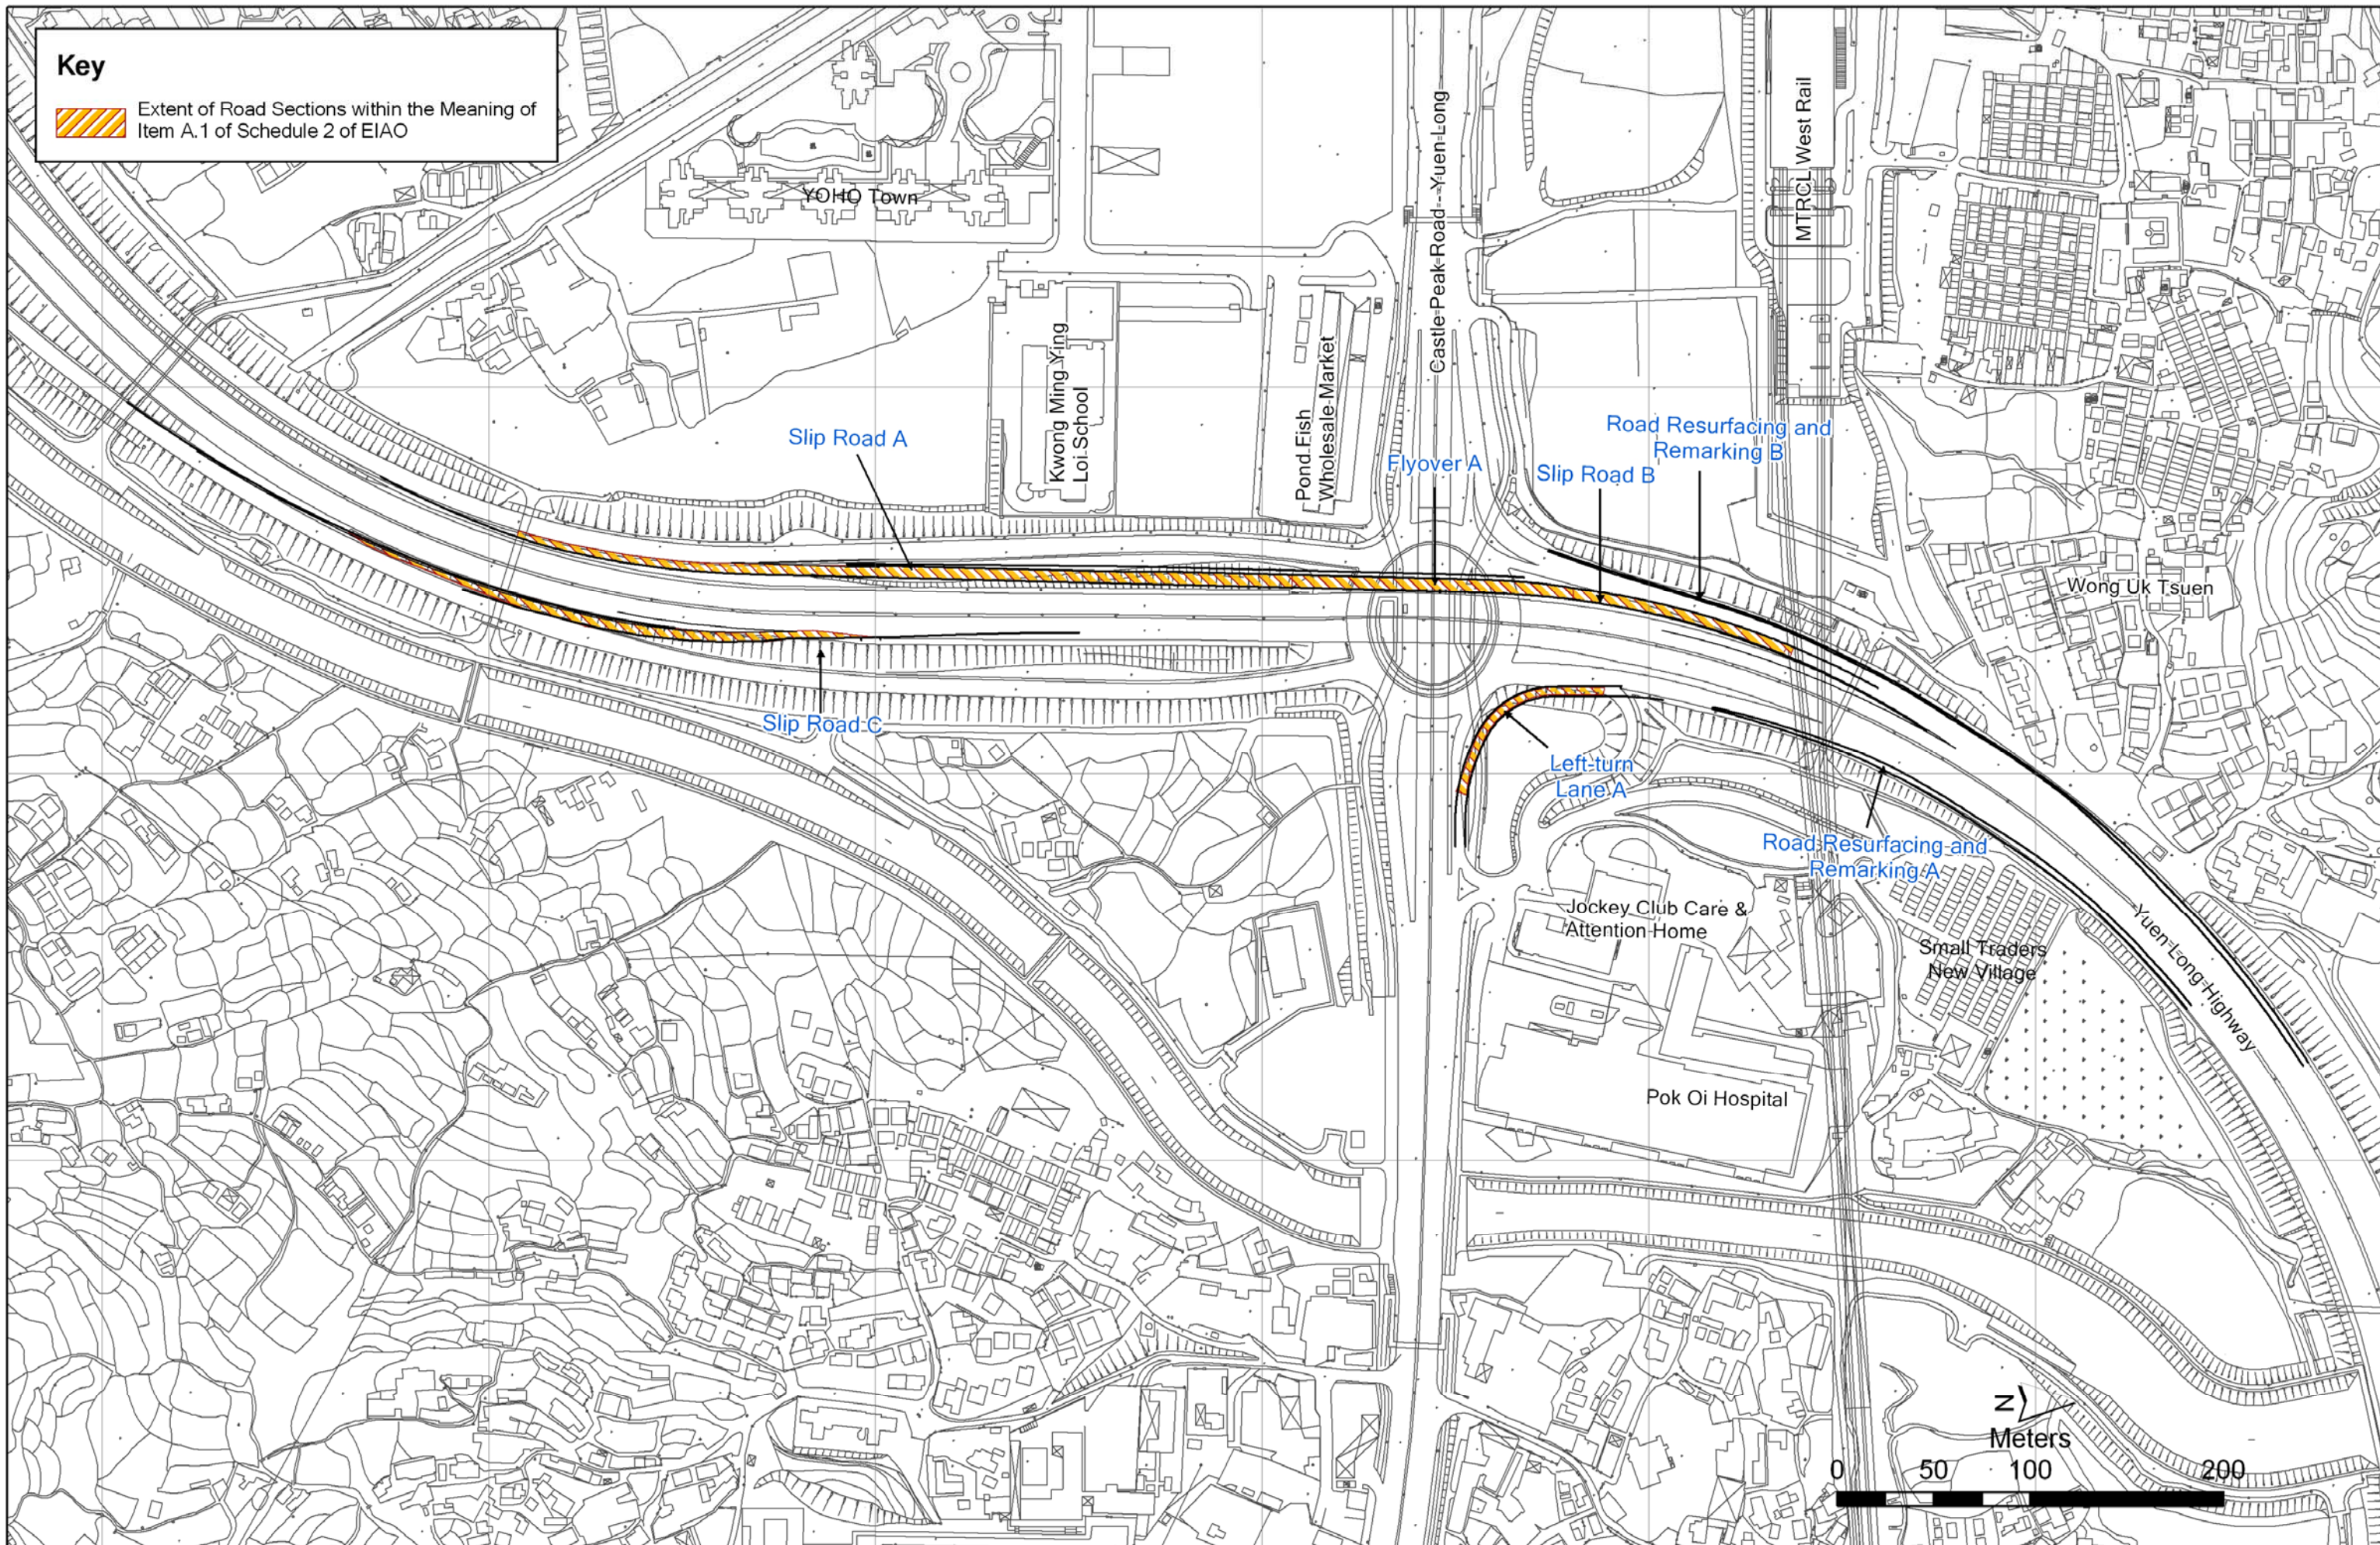 Key
Extent of Road Sections within the Meaning of
Item A.1 of Schedule 2 of EIAO
YOHO Town
Castle Peak Road - Yuen Long
MTRCL West Rail
Kwong Ming Ying
Loi School
Pond Fish
Wholesale Market
Slip Road A
Flyover A
Slip Road B
Road Resurfacing and
Remarking B
Wong Uk Tsuen
Slip Road C
Left-turn
Lane A
Road Resurfacing and
Remarking A
Jockey Club Care &
Attention Home
Small Traders
New Village
Yuen Long Highway
Pok Oi Hospital
N
Meters
0 50 100 200